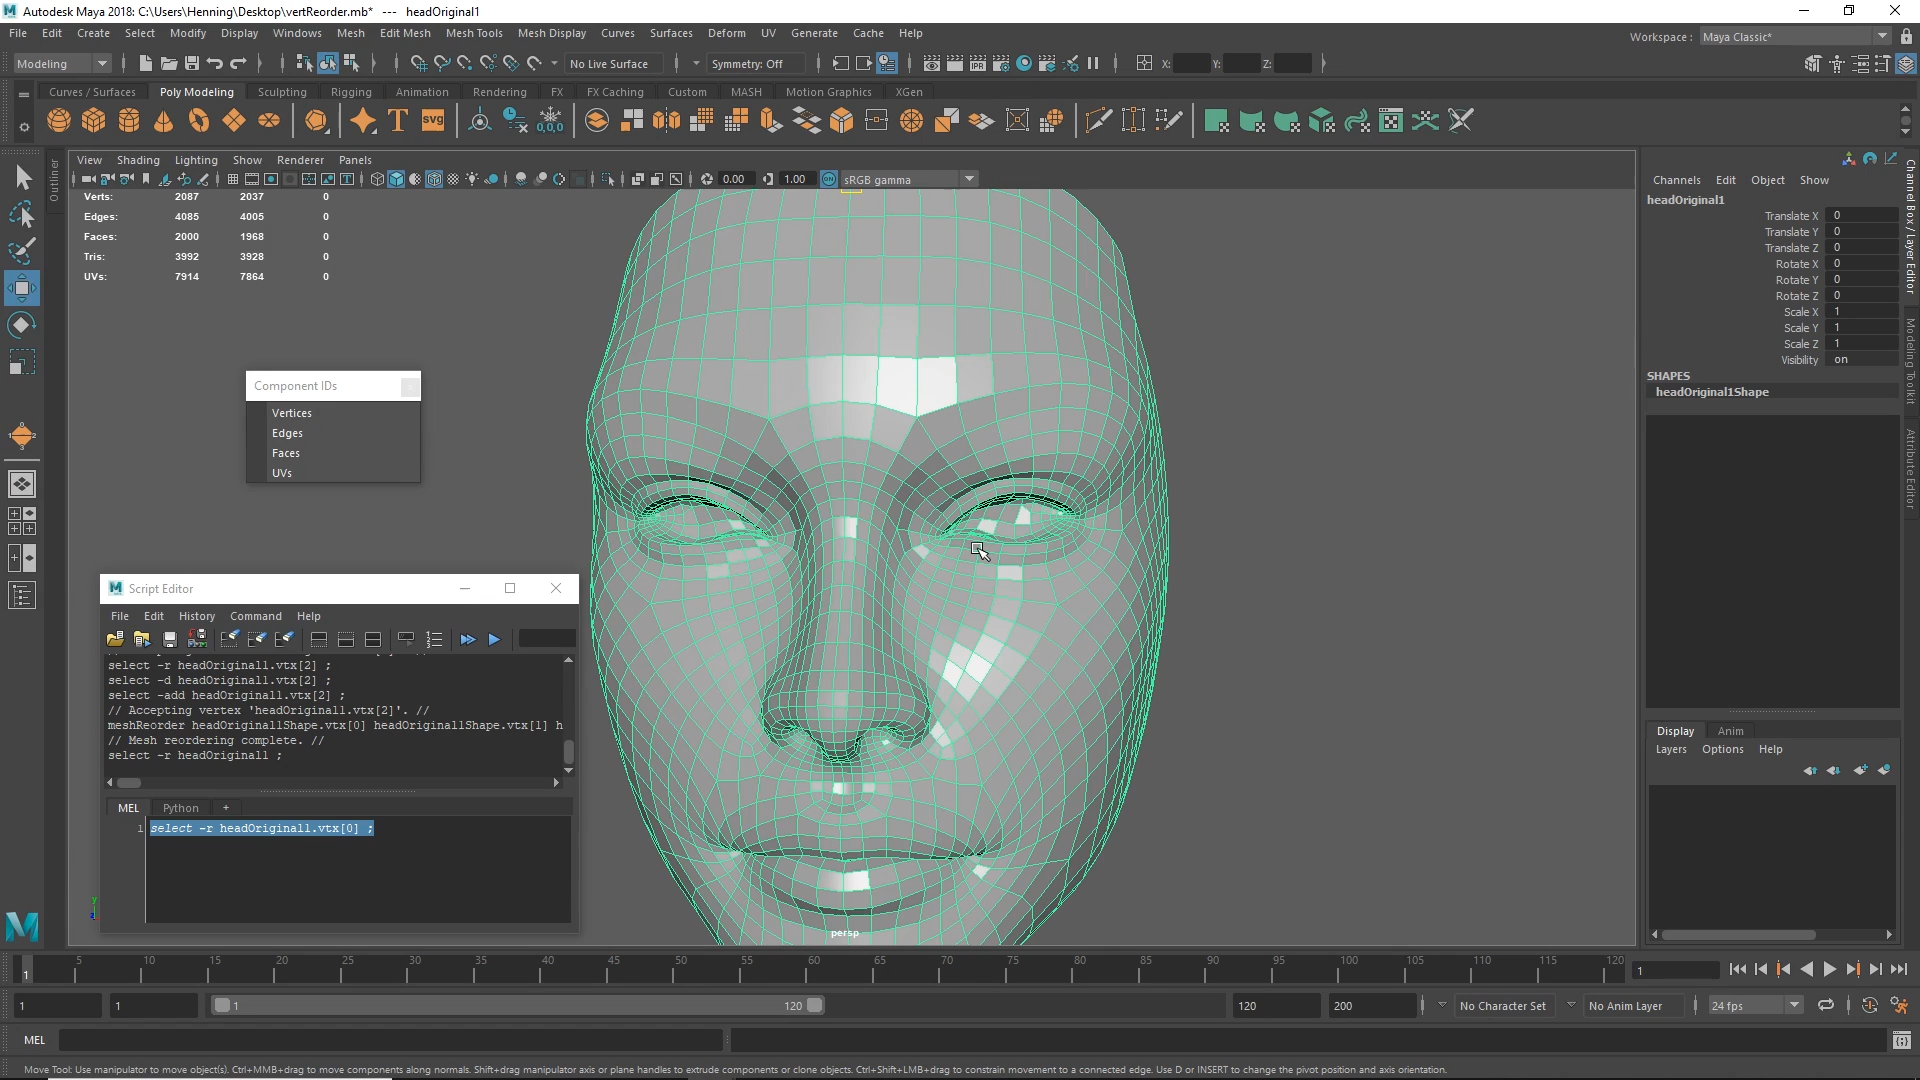 Autodesk Maya 2018: C:\Users\Henning\Desktop\vertReorder.mb* --- headOriginal1
File Edit Create Select Modify Display Windows Mesh Edit Mesh Mesh Tools Mesh Display Curves Surfaces Deform UV Generate Cache Help
Workspace : Maya Classic*
Modeling No Live Surface Symmetry: Off X: Y: Z:
Curves / Surfaces Poly Modeling Sculpting Rigging Animation Rendering FX FX Caching Custom MASH Motion Graphics XGen
T svg 0,0,0
View Shading Lighting Show Renderer Panels
0.00 1.00 ON sRGB gamma
Outliner
Verts: 2087 2037 0
Edges: 4085 4005 0
Faces: 2000 1968 0
Tris: 3992 3928 0
UVs: 7914 7864 0
Component IDs
Vertices
Edges
Faces
UVs
Script Editor
File Edit History Command Help
select -r headOriginal1.vtx[2] ;
select -d headOriginal1.vtx[2] ;
select -add headOriginal1.vtx[2] ;
// Accepting vertex 'headOriginal1.vtx[2]'. //
meshReorder headOriginal1Shape.vtx[0] headOriginal1Shape.vtx[1] h
// Mesh reordering complete. //
select -r headOriginal1 ;
MEL Python +
1 select -r headOriginal1.vtx[0] ;
y
z
persp
Channels Edit Object Show
headOriginal1
Translate X 0
Translate Y 0
Translate Z 0
Rotate X 0
Rotate Y 0
Rotate Z 0
Scale X 1
Scale Y 1
Scale Z 1
Visibility on
SHAPES
headOriginal1Shape
Display Anim
Layers Options Help
Channel Box / Layer Editor
Modeling Toolkit
Attribute Editor
1 5 10 15 20 25 30 35 40 45 50 55 60 65 70 75 80 85 90 95 100 105 110 115 120 1
1 1 1 120 120 200 No Character Set No Anim Layer 24 fps
MEL
Move Tool: Use manipulator to move object(s). Ctrl+MMB+drag to move components along normals. Shift+drag manipulator axis or plane handles to extrude components or clone objects. Ctrl+Shift+LMB+drag to constrain movement to a connected edge. Use D or INSERT to change the pivot position and axis orientation.